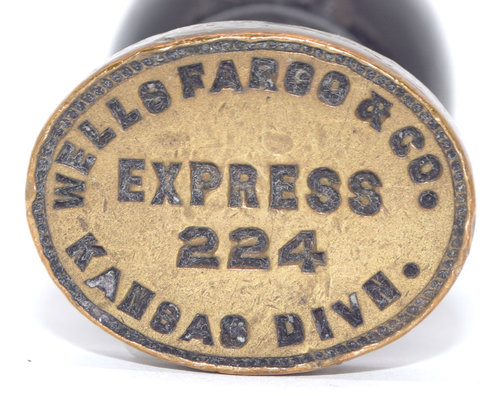 WELLS FARGO & CO.
EXPRESS
224
KANSAS DIVN.